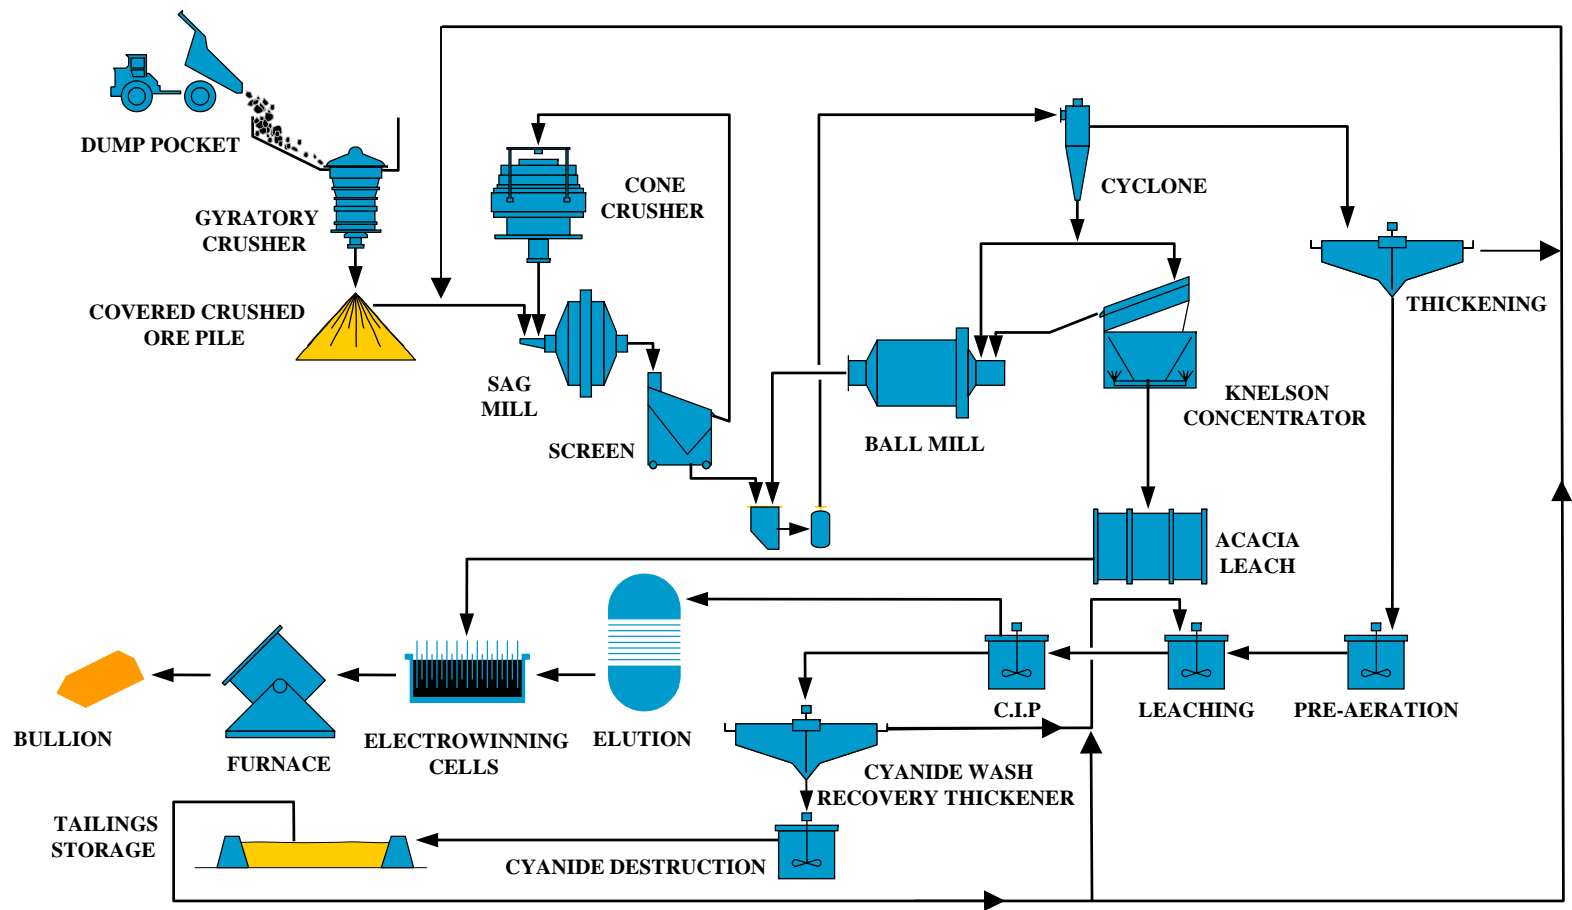 DUMP POCKET
GYRATORY
CRUSHER
COVERED CRUSHED
ORE PILE
CONE
CRUSHER
SAG
MILL
SCREEN
CYCLONE
BALL MILL
KNELSON
CONCENTRATOR
THICKENING
ACACIA
LEACH
BULLION
FURNACE
ELECTROWINNING
CELLS
ELUTION
C.I.P
LEACHING
PRE-AERATION
CYANIDE WASH
RECOVERY THICKENER
TAILINGS
STORAGE
CYANIDE DESTRUCTION